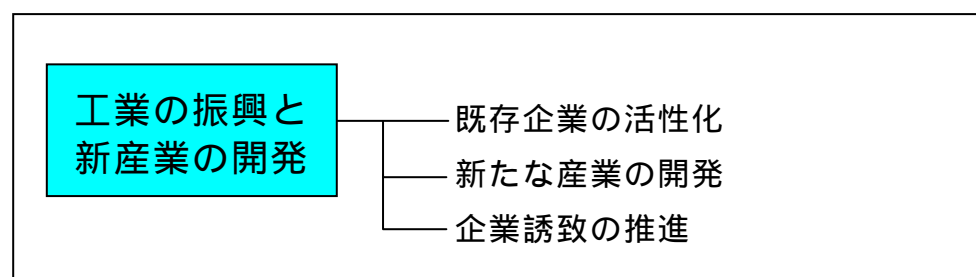 工業の振興と
新産業の開発
既存企業の活性化
新たな産業の開発
企業誘致の推進